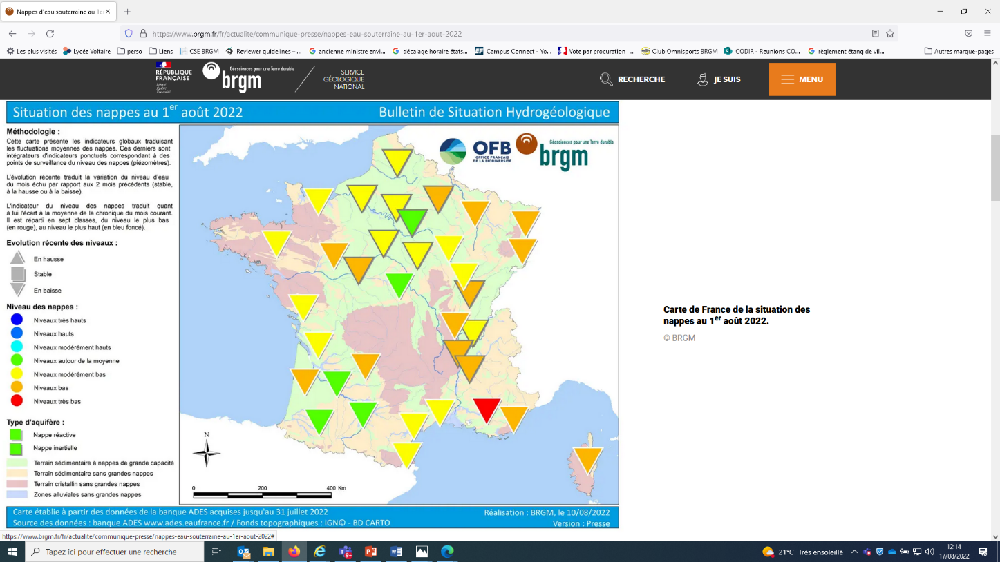 Nappes d'eau souterraine au 1er
https://www.brgm.fr/fr/actualite/communique-presse/nappes-eau-souterraine-au-1er-aout-2022
Les plus visités
Lycée Voltaire
perso
Liens
CSE BRGM
Reviewer guidelines – ...
ancienne ministre envi...
décalage horaire états...
Campus Connect - Yo...
Vote par procuration | ...
Club Omnisports BRGM
CODIR - Reunions CO...
règlement étang de vil...
Autres marque-pages
RÉPUBLIQUE
FRANÇAISE
Liberté
Égalité
Fraternité
Géosciences pour une Terre durable
brgm
SERVICE
GÉOLOGIQUE
NATIONAL
RECHERCHE
JE SUIS
MENU
Situation des nappes au 1er août 2022
Bulletin de Situation Hydrogéologique
Méthodologie :
Cette carte présente les indicateurs globaux traduisant
les fluctuations moyennes des nappes. Ces derniers sont
intégrateurs d'indicateurs ponctuels correspondant à des
points de surveillance du niveau des nappes (piézomètres).
L'évolution récente traduit la variation du niveau d'eau
du mois échu par rapport aux 2 mois précédents (stable,
à la hausse ou à la baisse).
L'indicateur du niveau des nappes traduit quant
à lui l'écart à la moyenne de la chronique du mois courant.
Il est réparti en sept classes, du niveau le plus bas
(en rouge), au niveau le plus haut (en bleu foncé).
Evolution récente des niveaux :
En hausse
Stable
En baisse
Niveau des nappes :
Niveaux très hauts
Niveaux hauts
Niveaux modérément hauts
Niveaux autour de la moyenne
Niveaux modérément bas
Niveaux bas
Niveaux très bas
Type d'aquifère :
Nappe réactive
Nappe inertielle
Terrain sédimentaire à nappes de grande capacité
Terrain sédimentaire sans grandes nappes
Terrain cristallin sans grandes nappes
Zones alluviales sans grandes nappes
OFB
OFFICE FRANÇAIS
DE LA BIODIVERSITÉ
Géosciences pour une Terre durable
brgm
N
0 200 400 Km
Carte établie à partir des données de la banque ADES acquises jusqu'au 31 juillet 2022
Source des données : banque ADES www.ades.eaufrance.fr / Fonds topographiques : IGN© - BD CARTO
Réalisation : BRGM, le 10/08/2022
Version : Presse
Carte de France de la situation des
nappes au 1er août 2022.
© BRGM
https://www.brgm.fr/fr/actualite/communique-presse/nappes-eau-souterraine-au-1er-aout-2022#
Tapez ici pour effectuer une recherche
9+
21°C Très ensoleillé
12:14
17/08/2022